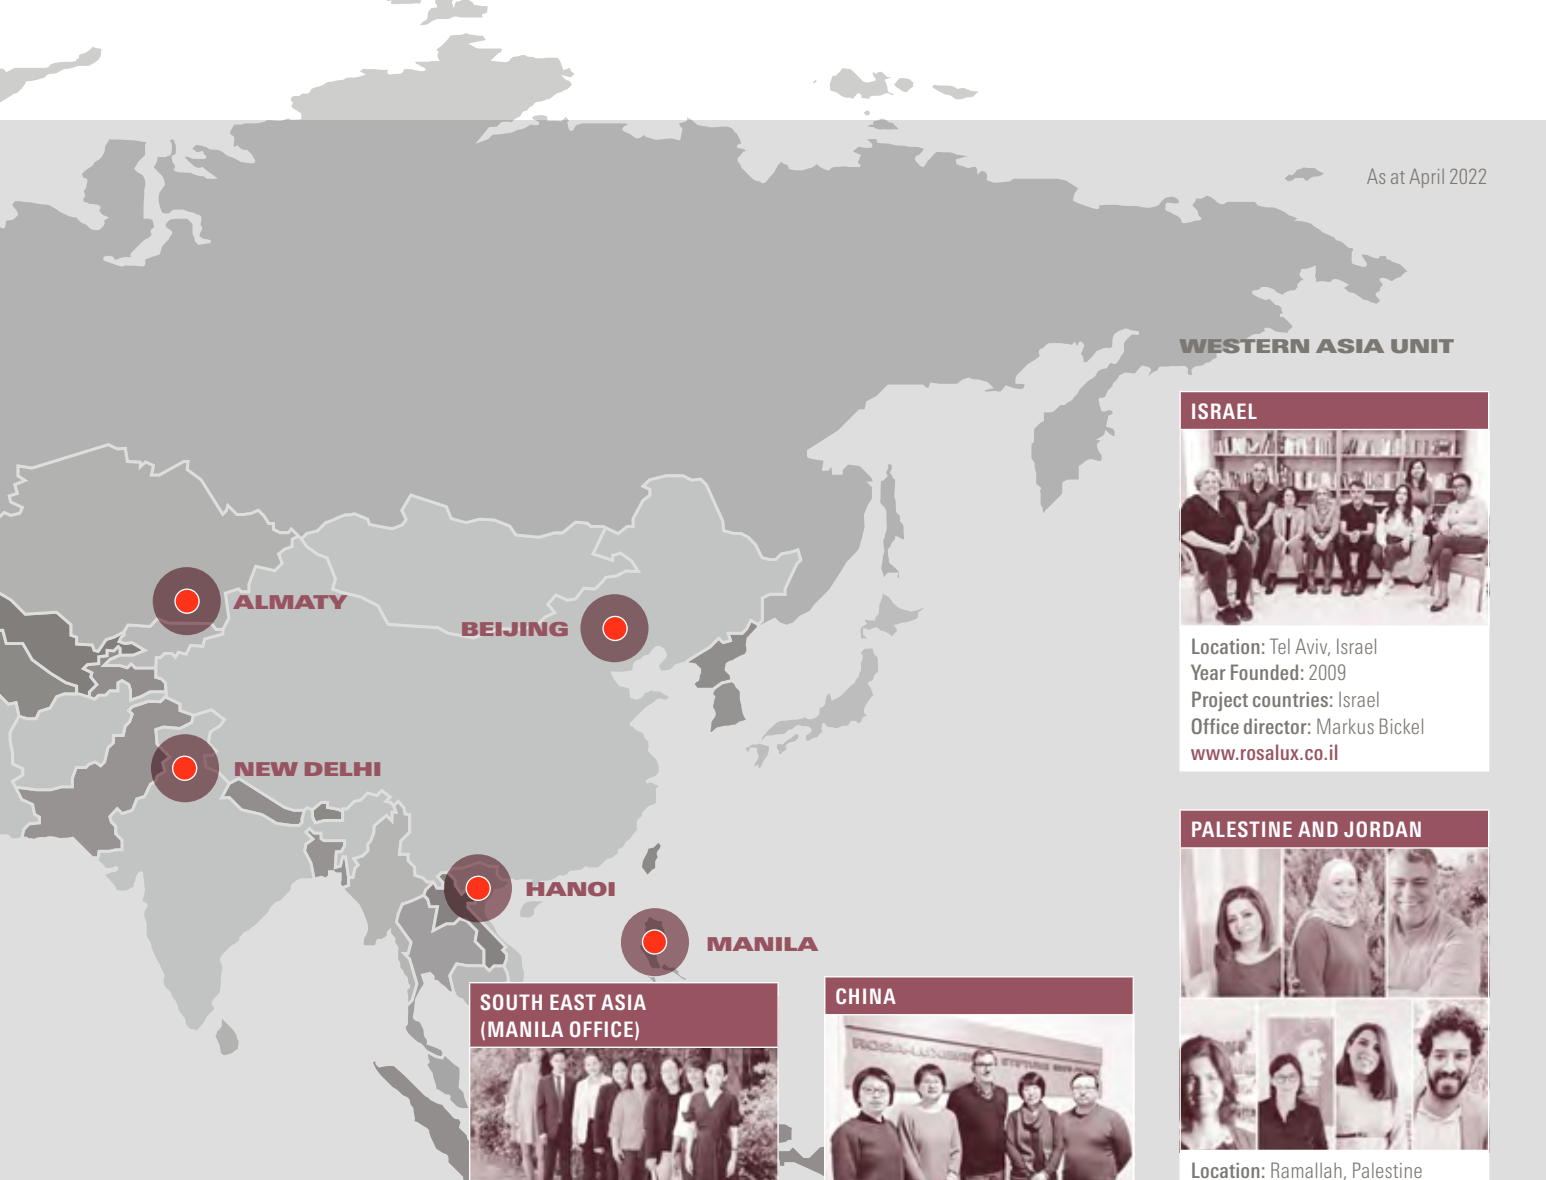 As at April 2022
WESTERN ASIA UNIT
ISRAEL
Location: Tel Aviv, Israel
Year Founded: 2009
Project countries: Israel
Office director: Markus Bickel
www.rosalux.co.il
PALESTINE AND JORDAN
Location: Ramallah, Palestine
ALMATY
BEIJING
NEW DELHI
HANOI
MANILA
SOUTH EAST ASIA
(MANILA OFFICE)
CHINA